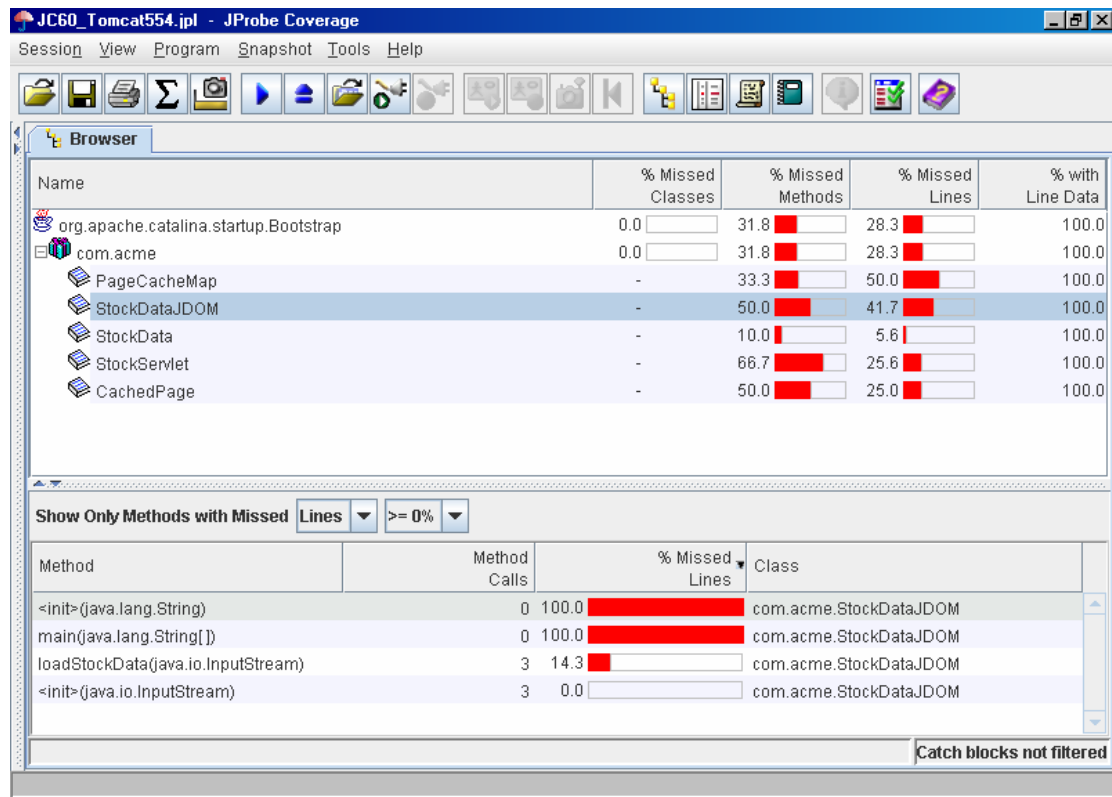 JC60_Tomcat554.jpl - JProbe Coverage
Session View Program Snapshot Tools Help
Browser
Name % Missed Classes % Missed Methods % Missed Lines % with Line Data
org.apache.catalina.startup.Bootstrap 0.0 31.8 28.3 100.0
com.acme 0.0 31.8 28.3 100.0
PageCacheMap - 33.3 50.0 100.0
StockDataJDOM - 50.0 41.7 100.0
StockData - 10.0 5.6 100.0
StockServlet - 66.7 25.6 100.0
CachedPage - 50.0 25.0 100.0
Show Only Methods with Missed Lines >= 0%
Method Method Calls % Missed Lines Class
<init>(java.lang.String) 0 100.0 com.acme.StockDataJDOM
main(java.lang.String[]) 0 100.0 com.acme.StockDataJDOM
loadStockData(java.io.InputStream) 3 14.3 com.acme.StockDataJDOM
<init>(java.io.InputStream) 3 0.0 com.acme.StockDataJDOM
Catch blocks not filtered